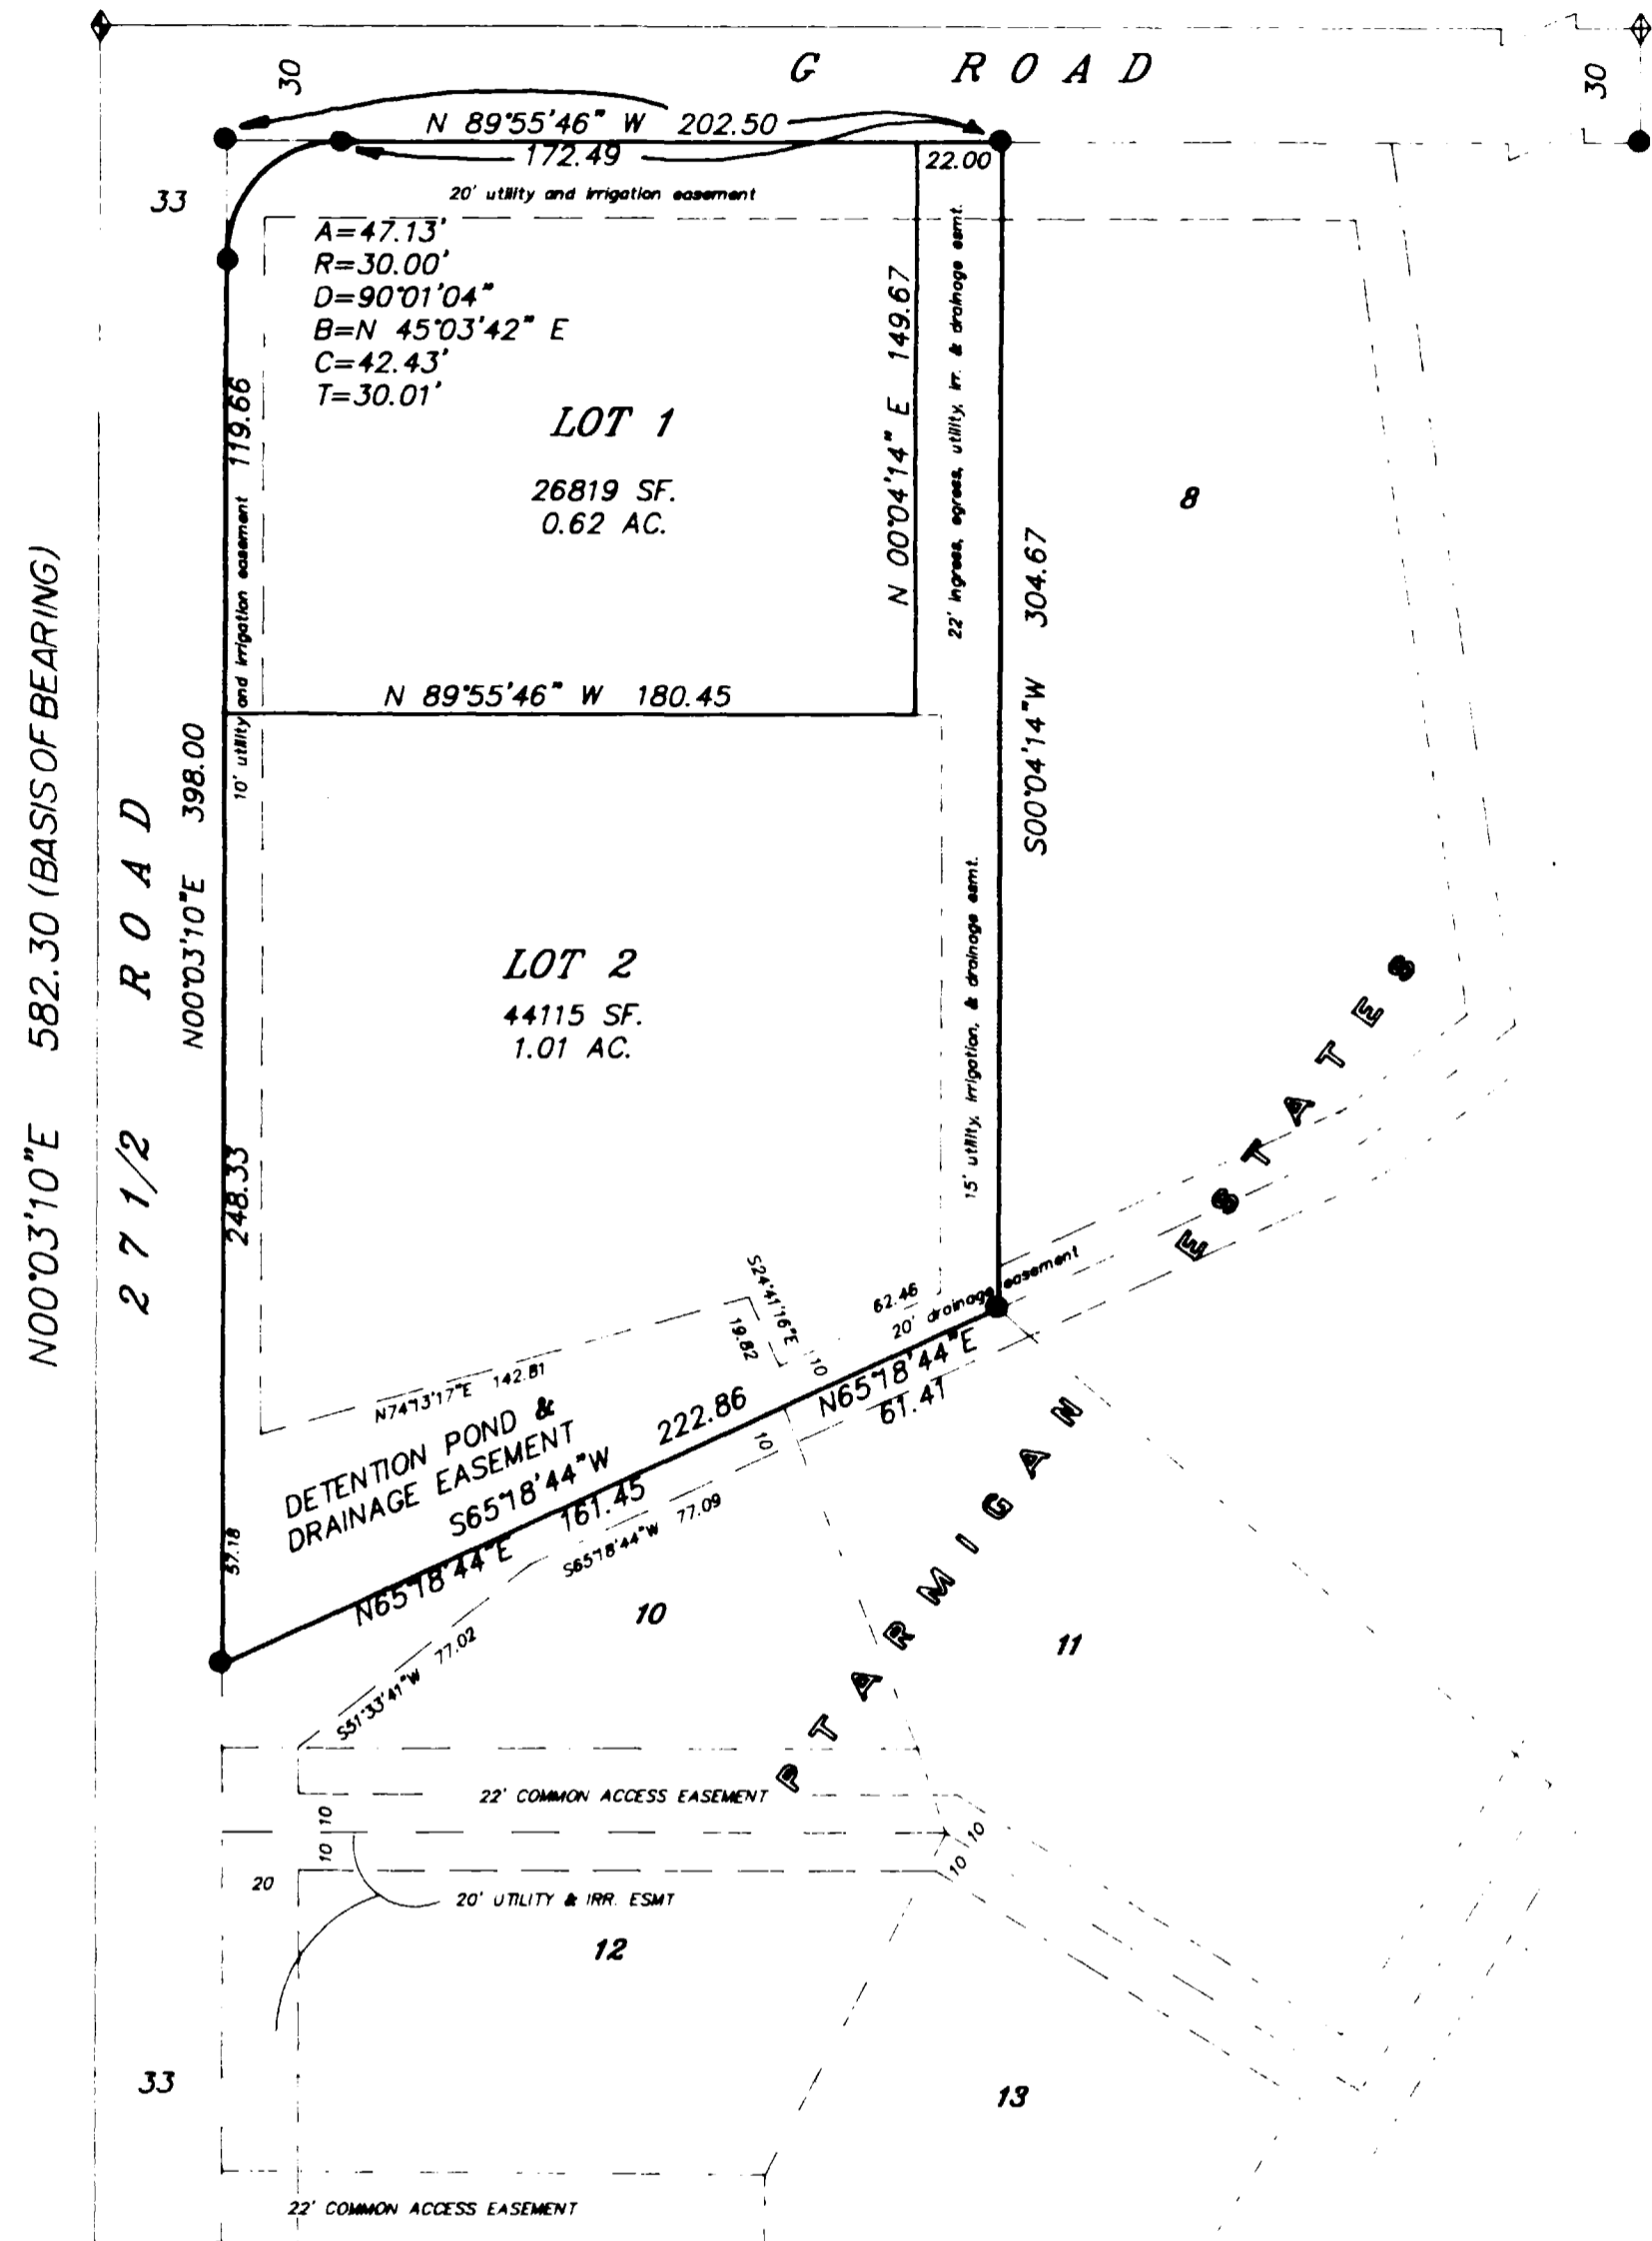 G ROAD
30
30
N 89°55'46" W 202.50
172.49
22.00
33
20' utility and irrigation easement
A=47.13'
R=30.00'
D=90°01'04"
B=N 45°03'42" E
C=42.43'
T=30.01'
119.66
10' utility and irrigation easement
LOT 1
26819 SF.
0.62 AC.
N 00°04'14" E 149.67
22' ingress, egress, utility, irr. & drainage esmt.
8
S00°04'14"W 304.67
N 89°55'46" W 180.45
N00°03'10"E 582.30 (BASIS OF BEARING)
27 1/2 ROAD
N00°03'10"E 398.00
LOT 2
44115 SF.
1.01 AC.
15' utility, irrigation, & drainage esmt.
248.33
S24°41'16"E
19.82
10
62.46
20' drainage easement
N65°18'44"E
61.41
N74°13'17"E 142.81
DETENTION POND &
DRAINAGE EASEMENT
S65°18'44"W 222.86
N65°18'44"E 161.45
10
S65°18'44"W 77.09
57.18
S51°33'41"W 77.02
10
11
PTARMIGAN ESTATES
22' COMMON ACCESS EASEMENT
10 10
10 10
20
20' UTILITY & IRR. ESMT
12
33
13
22' COMMON ACCESS EASEMENT